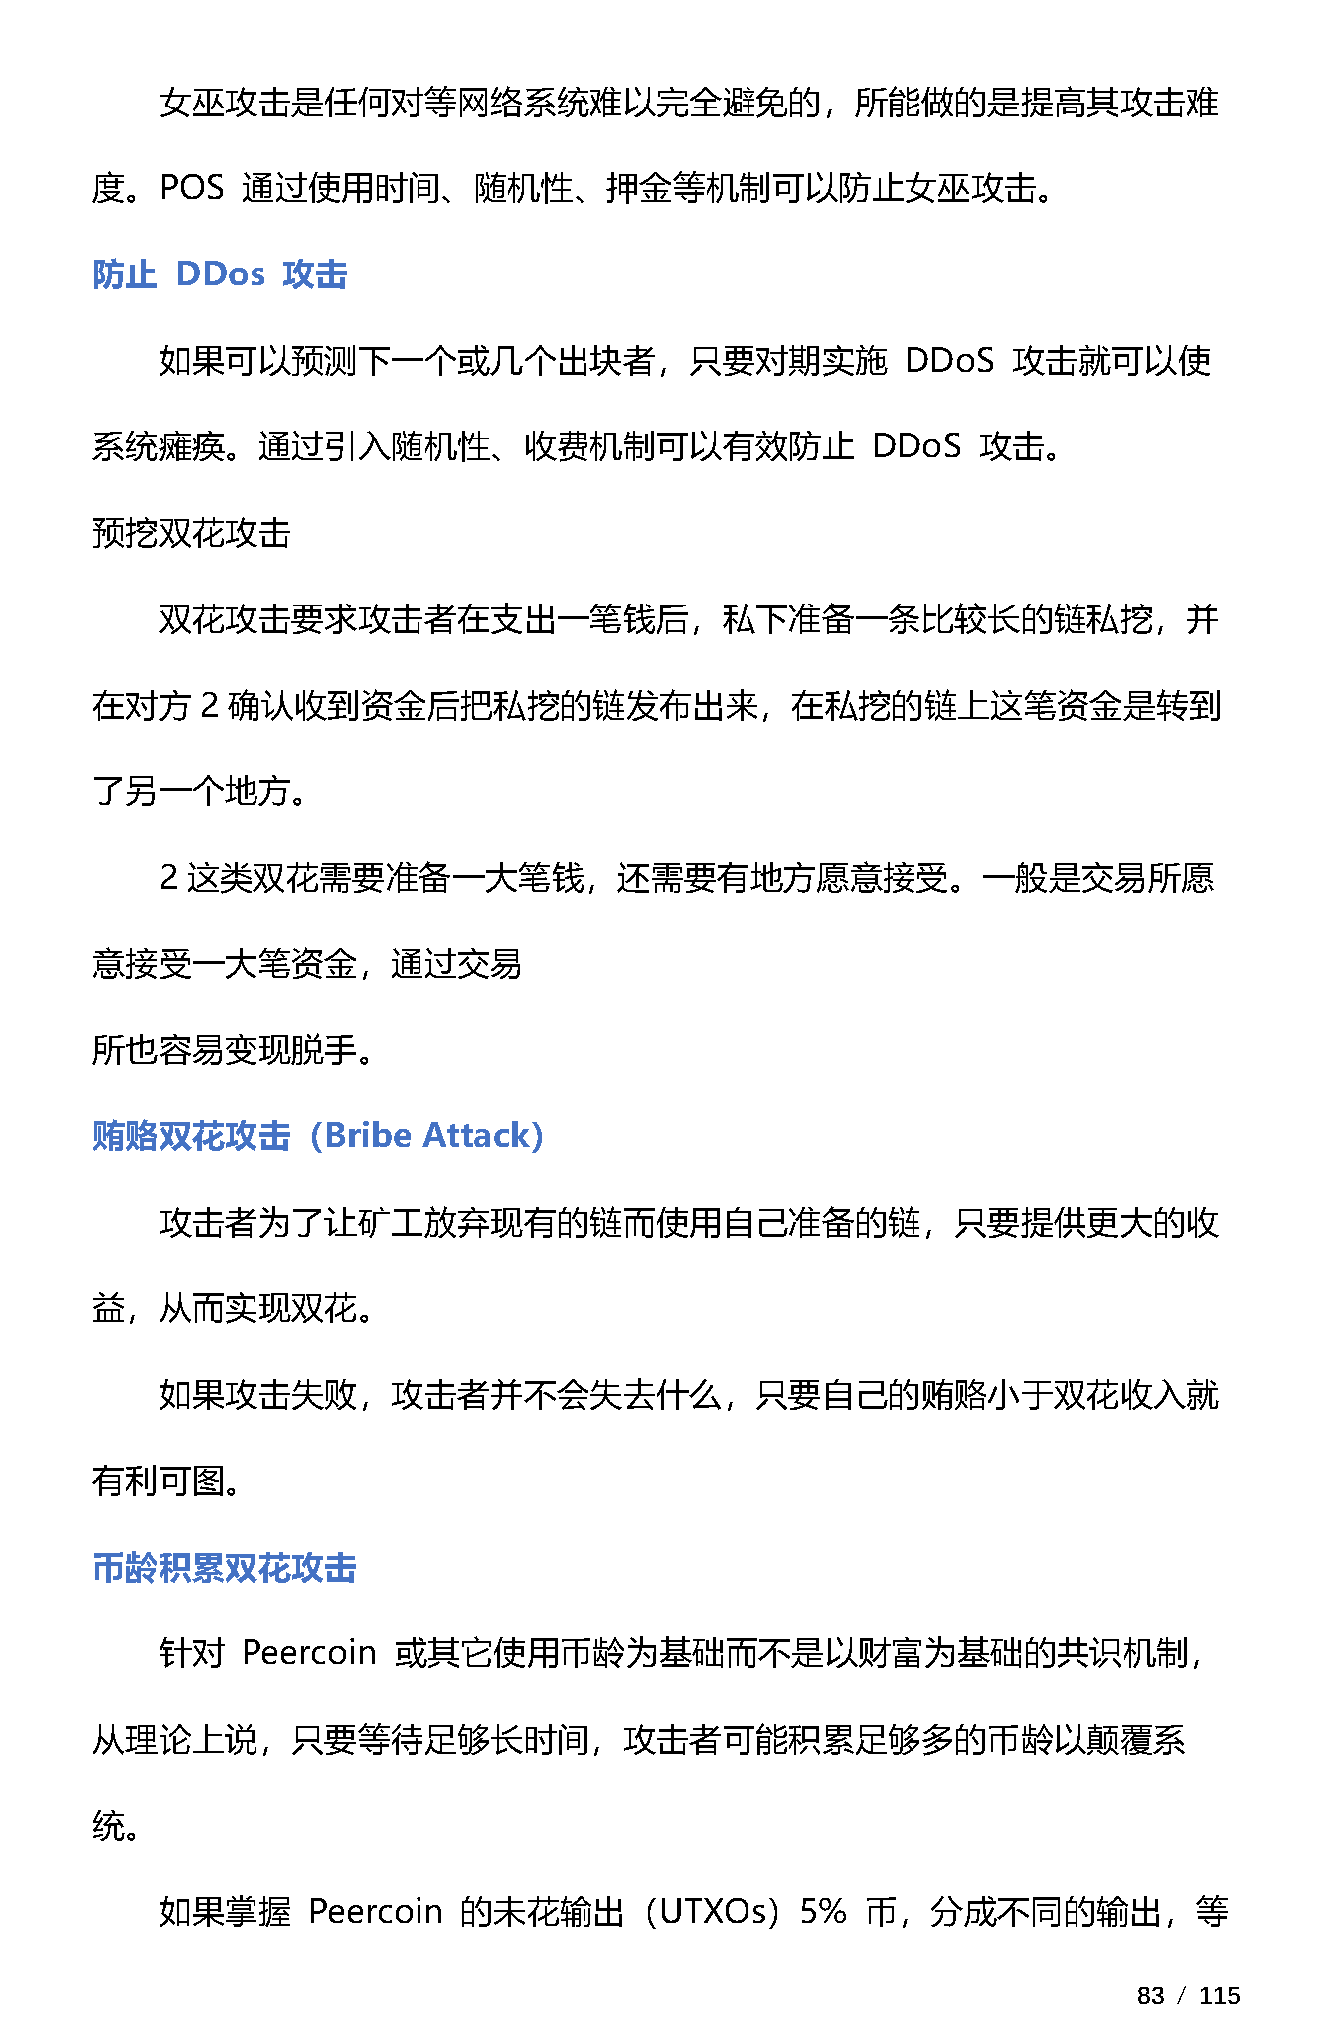 女巫攻击是任何对等网络系统难以完全避免的，所能做的是提高其攻击难
度。POS 通过使用时间、随机性、押金等机制可以防止女巫攻击。
防止 DDos 攻击
如果可以预测下一个或几个出块者，只要对期实施 DDoS 攻击就可以使
系统瘫痪。通过引入随机性、收费机制可以有效防止 DDoS 攻击。
预挖双花攻击
双花攻击要求攻击者在支出一笔钱后，私下准备一条比较长的链私挖，并
在对方 2 确认收到资金后把私挖的链发布出来，在私挖的链上这笔资金是转到
了另一个地方。
2 这类双花需要准备一大笔钱，还需要有地方愿意接受。一般是交易所愿
意接受一大笔资金，通过交易
所也容易变现脱手。
贿赂双花攻击（Bribe Attack）
攻击者为了让矿工放弃现有的链而使用自己准备的链，只要提供更大的收
益，从而实现双花。
如果攻击失败，攻击者并不会失去什么，只要自己的贿赂小于双花收入就
有利可图。
币龄积累双花攻击
针对 Peercoin 或其它使用币龄为基础而不是以财富为基础的共识机制，
从理论上说，只要等待足够长时间，攻击者可能积累足够多的币龄以颠覆系
统。
如果掌握 Peercoin 的未花输出（UTXOs）5% 币，分成不同的输出，等
83 / 115